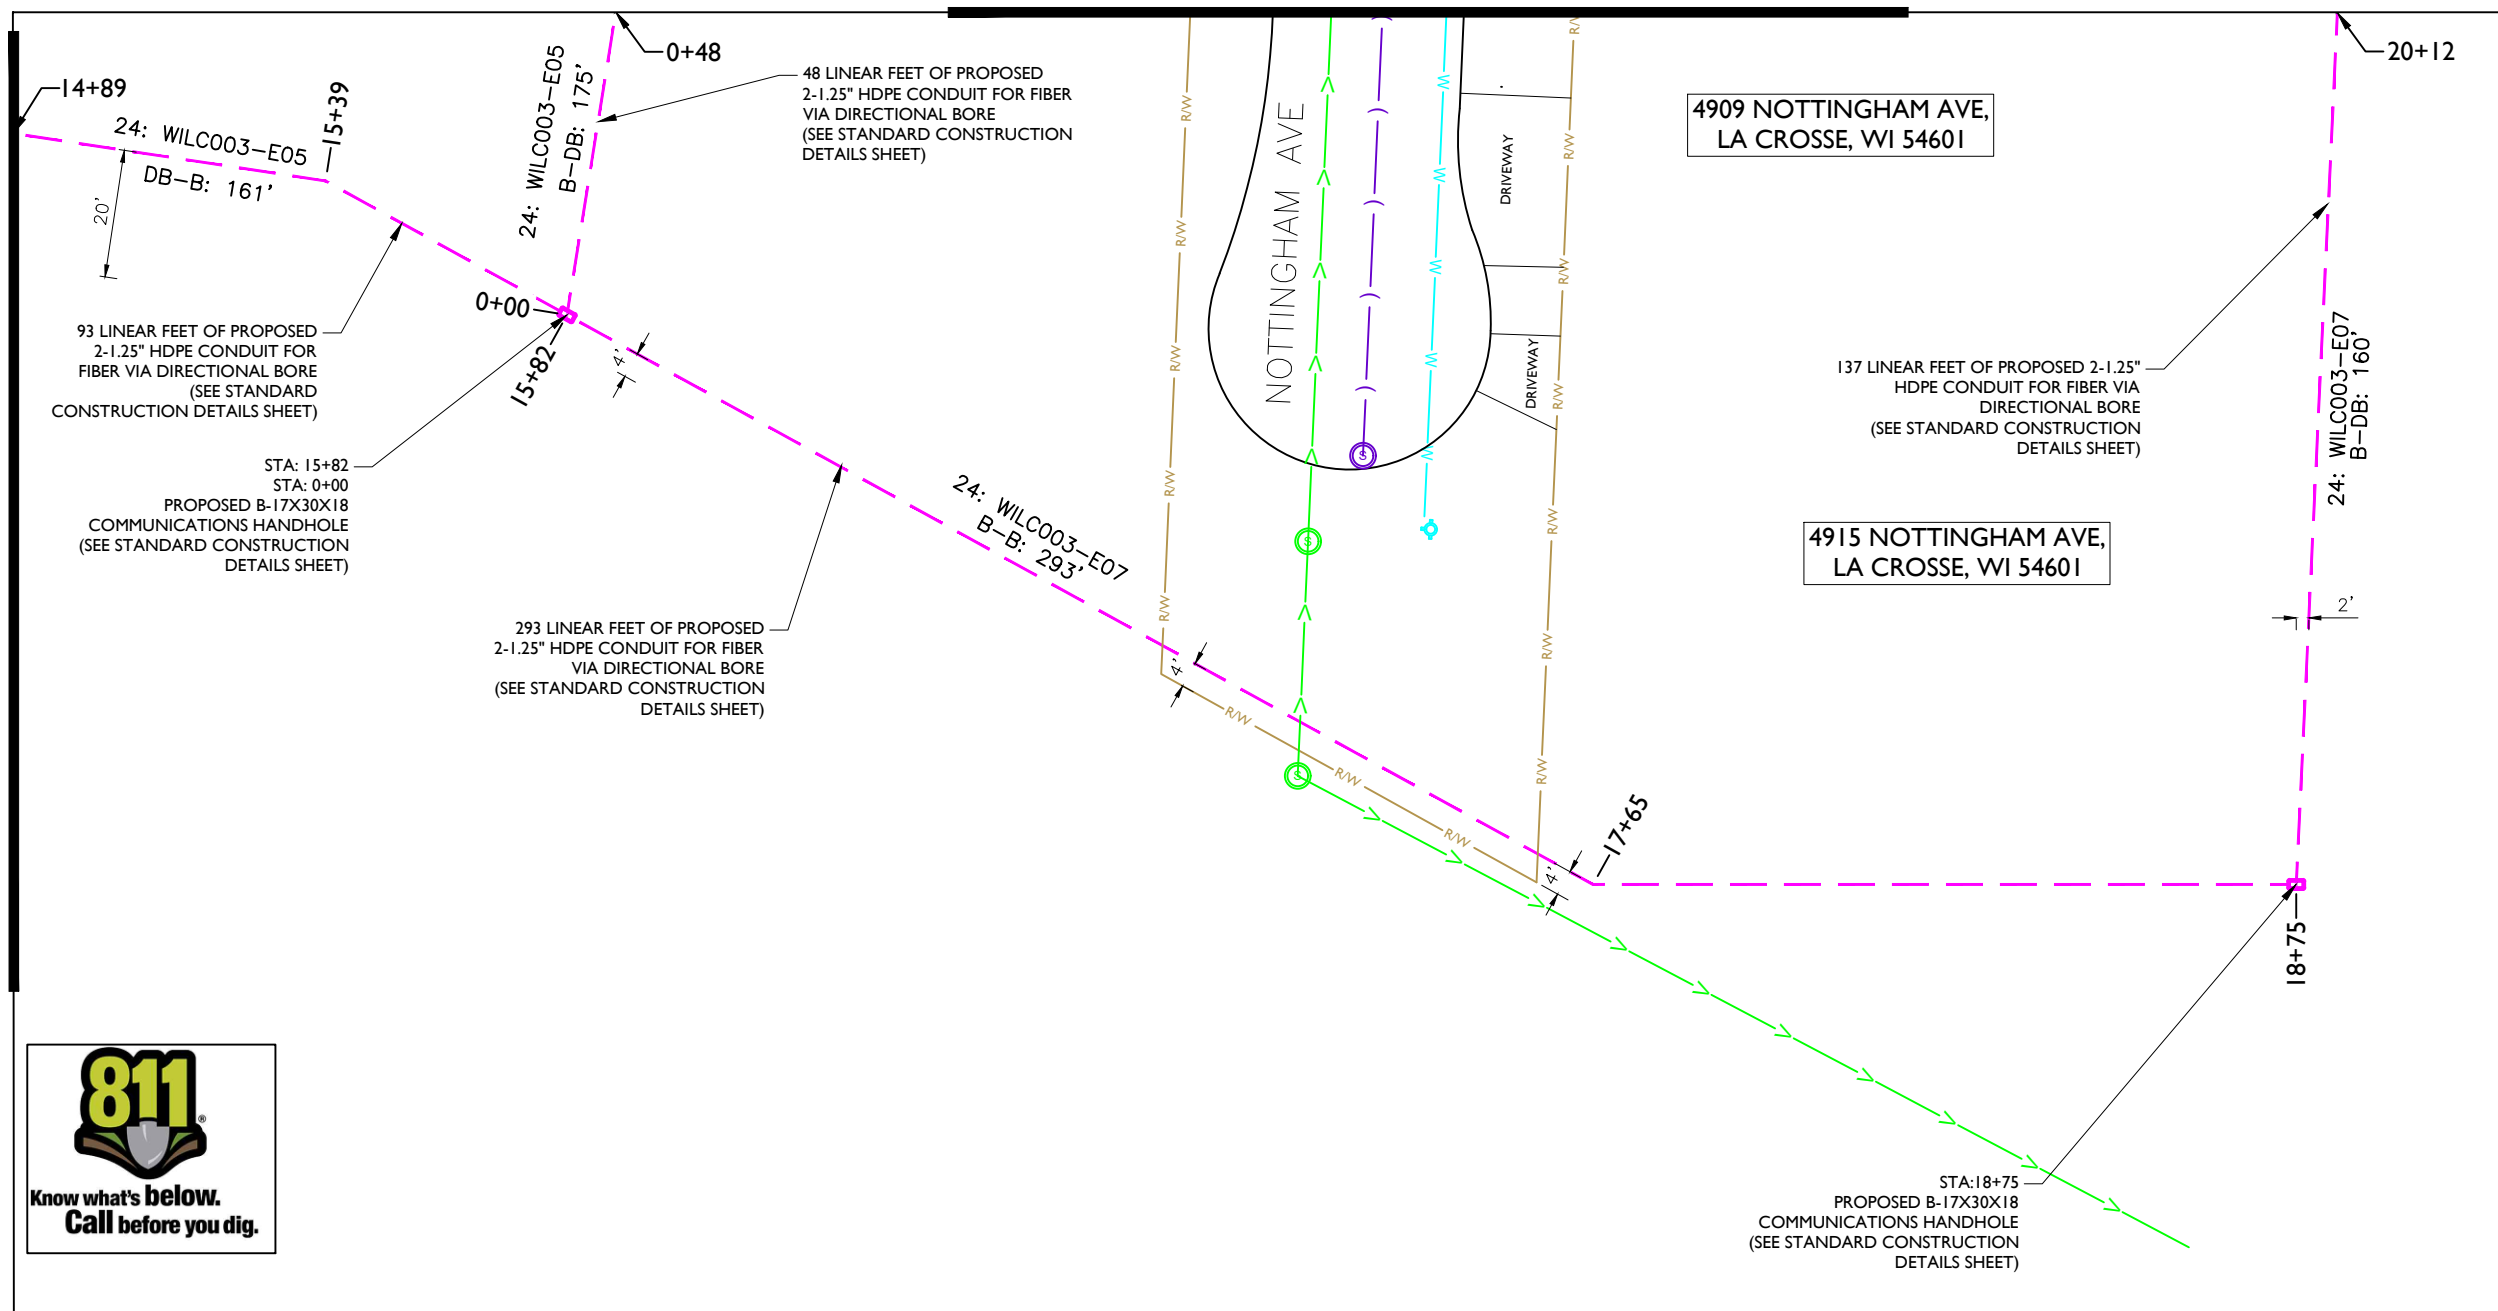 14+89
24: WILC003-E05
DB-B: 161'
15+39
20'
24: WILC003-E05
B-DB: 175'
0+48
48 LINEAR FEET OF PROPOSED
2-1.25" HDPE CONDUIT FOR FIBER
VIA DIRECTIONAL BORE
(SEE STANDARD CONSTRUCTION
DETAILS SHEET)
93 LINEAR FEET OF PROPOSED
2-1.25" HDPE CONDUIT FOR
FIBER VIA DIRECTIONAL BORE
(SEE STANDARD
CONSTRUCTION DETAILS SHEET)
0+00
15+82
4'
STA: 15+82
STA: 0+00
PROPOSED B-17X30X18
COMMUNICATIONS HANDHOLE
(SEE STANDARD CONSTRUCTION
DETAILS SHEET)
293 LINEAR FEET OF PROPOSED
2-1.25" HDPE CONDUIT FOR FIBER
VIA DIRECTIONAL BORE
(SEE STANDARD CONSTRUCTION
DETAILS SHEET)
24: WILC003-E07
B-B: 293'
R/W
R/W
R/W
R/W
R/W
NOTTINGHAM AVE
S
S
S
W
W
W
W
W
DRIVEWAY
DRIVEWAY
R/W
R/W
R/W
R/W
R/W
R/W
R/W
4'
R/W
R/W
R/W
4'
17+65
4909 NOTTINGHAM AVE,
LA CROSSE, WI 54601
20+12
137 LINEAR FEET OF PROPOSED 2-1.25"
HDPE CONDUIT FOR FIBER VIA
DIRECTIONAL BORE
(SEE STANDARD CONSTRUCTION
DETAILS SHEET)
24: WILC003-E07
B-DB: 160'
4915 NOTTINGHAM AVE,
LA CROSSE, WI 54601
2'
18+75
STA:18+75
PROPOSED B-17X30X18
COMMUNICATIONS HANDHOLE
(SEE STANDARD CONSTRUCTION
DETAILS SHEET)
811®
Know what's below.
Call before you dig.